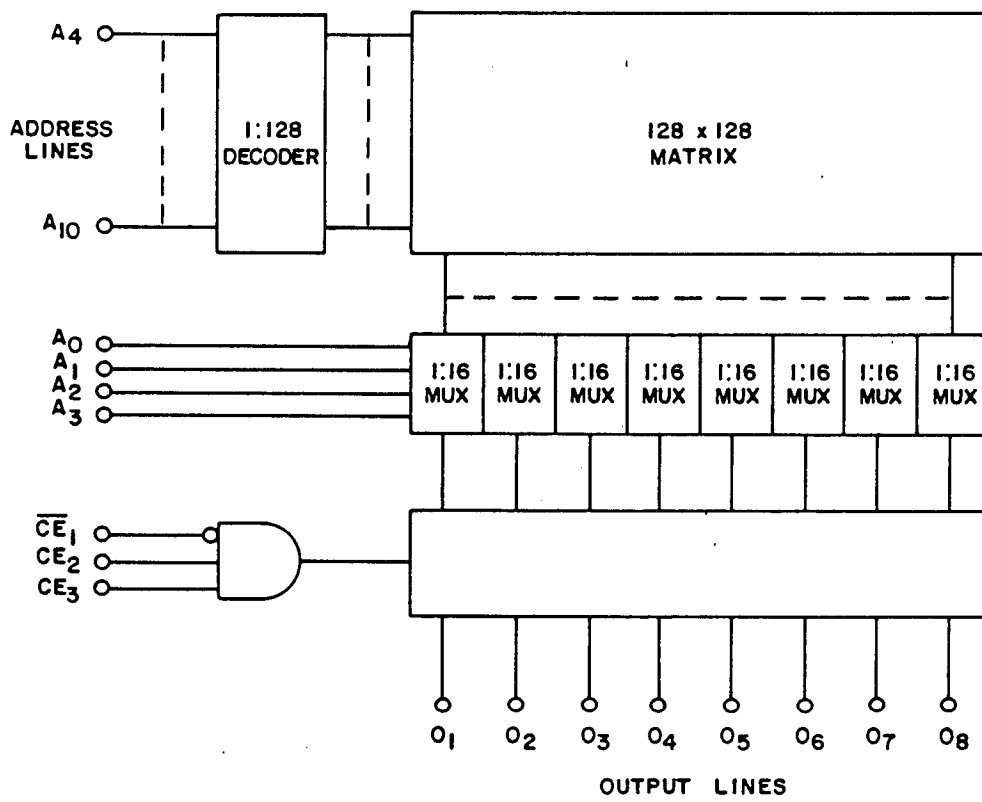 A4
ADDRESS
LINES
A10
1:128
DECODER
128 x 128
MATRIX
A0
A1
A2
A3
1:16
MUX
1:16
MUX
1:16
MUX
1:16
MUX
1:16
MUX
1:16
MUX
1:16
MUX
1:16
MUX
C̅E̅1
CE2
CE3
O1 O2 O3 O4 O5 O6 O7 O8
OUTPUT LINES